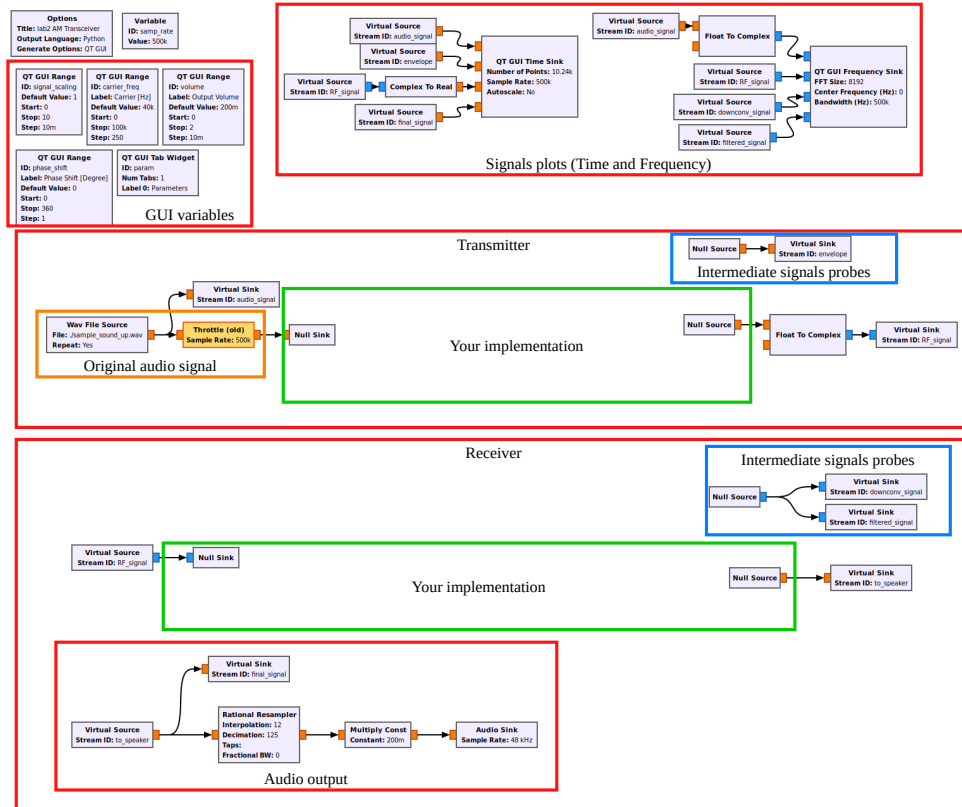 Options
Title: lab2 AM Transceiver
Output Language: Python
Generate Options: QT GUI
Variable
ID: samp_rate
Value: 500k
QT GUI Range
ID: signal_scaling
Default Value: 1
Start: 0
Stop: 10
Step: 10m
QT GUI Range
ID: carrier_freq
Label: Carrier [Hz]
Default Value: 40k
Start: 0
Stop: 100k
Step: 250
QT GUI Range
ID: volume
Label: Output Volume
Default Value: 200m
Start: 0
Stop: 2
Step: 10m
QT GUI Range
ID: phase_shift
Label: Phase Shift [Degree]
Default Value: 0
Start: 0
Stop: 360
Step: 1
QT GUI Tab Widget
ID: param
Num Tabs: 1
Label 0: Parameters
GUI variables
Virtual Source
Stream ID: audio_signal
Virtual Source
Stream ID: envelope
Virtual Source
Stream ID: RF_signal
Complex To Real
Virtual Source
Stream ID: final_signal
QT GUI Time Sink
Number of Points: 10.24k
Sample Rate: 500k
Autoscale: No
Virtual Source
Stream ID: audio_signal
Float To Complex
Virtual Source
Stream ID: RF_signal
Virtual Source
Stream ID: downconv_signal
Virtual Source
Stream ID: filtered_signal
QT GUI Frequency Sink
FFT Size: 8192
Center Frequency (Hz): 0
Bandwidth (Hz): 500k
Signals plots (Time and Frequency)
Transmitter
Null Source
Virtual Sink
Stream ID: envelope
Intermediate signals probes
Virtual Sink
Stream ID: audio_signal
Wav File Source
File: ./sample_sound_up.wav
Repeat: Yes
Throttle (old)
Sample Rate: 500k
Original audio signal
Null Sink
Your implementation
Null Source
Float To Complex
Virtual Sink
Stream ID: RF_signal
Receiver
Intermediate signals probes
Null Source
Virtual Sink
Stream ID: downconv_signal
Virtual Sink
Stream ID: filtered_signal
Virtual Source
Stream ID: RF_signal
Null Sink
Your implementation
Null Source
Virtual Sink
Stream ID: to_speaker
Virtual Sink
Stream ID: final_signal
Virtual Source
Stream ID: to_speaker
Rational Resampler
Interpolation: 12
Decimation: 125
Taps:
Fractional BW: 0
Multiply Const
Constant: 200m
Audio Sink
Sample Rate: 48 kHz
Audio output